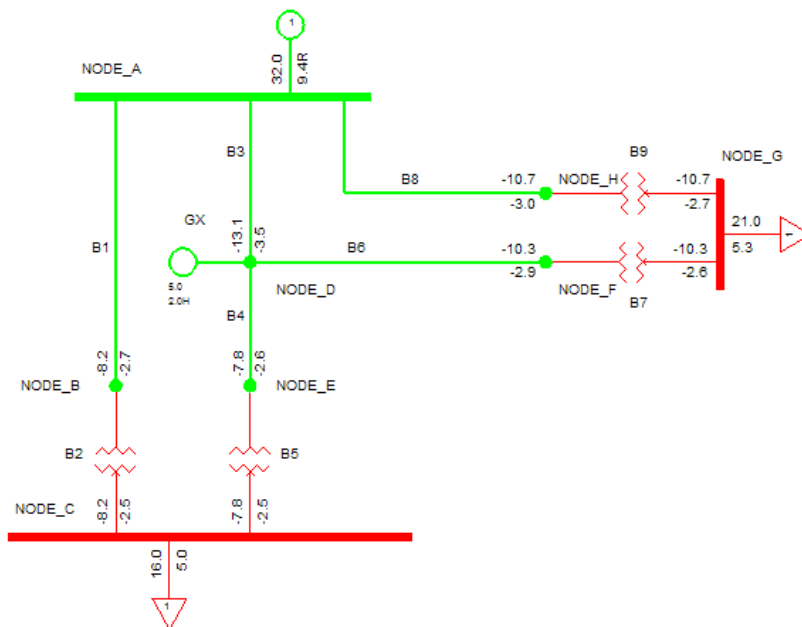 1
32.0
9.4R
NODE_A
B3
B9
NODE_G
B8
-10.7
-3.0
NODE_H
-10.7
-2.7
GX
-13.1
-3.5
21.0
5.3
1
B1
B6
-10.3
-2.9
-10.3
-2.6
5.0
2.0H
NODE_D
NODE_F
B7
B4
-8.2
-2.7
-7.8
-2.6
NODE_B
NODE_E
B2
B5
NODE_C
-8.2
-2.5
-7.8
-2.5
16.0
5.0
1